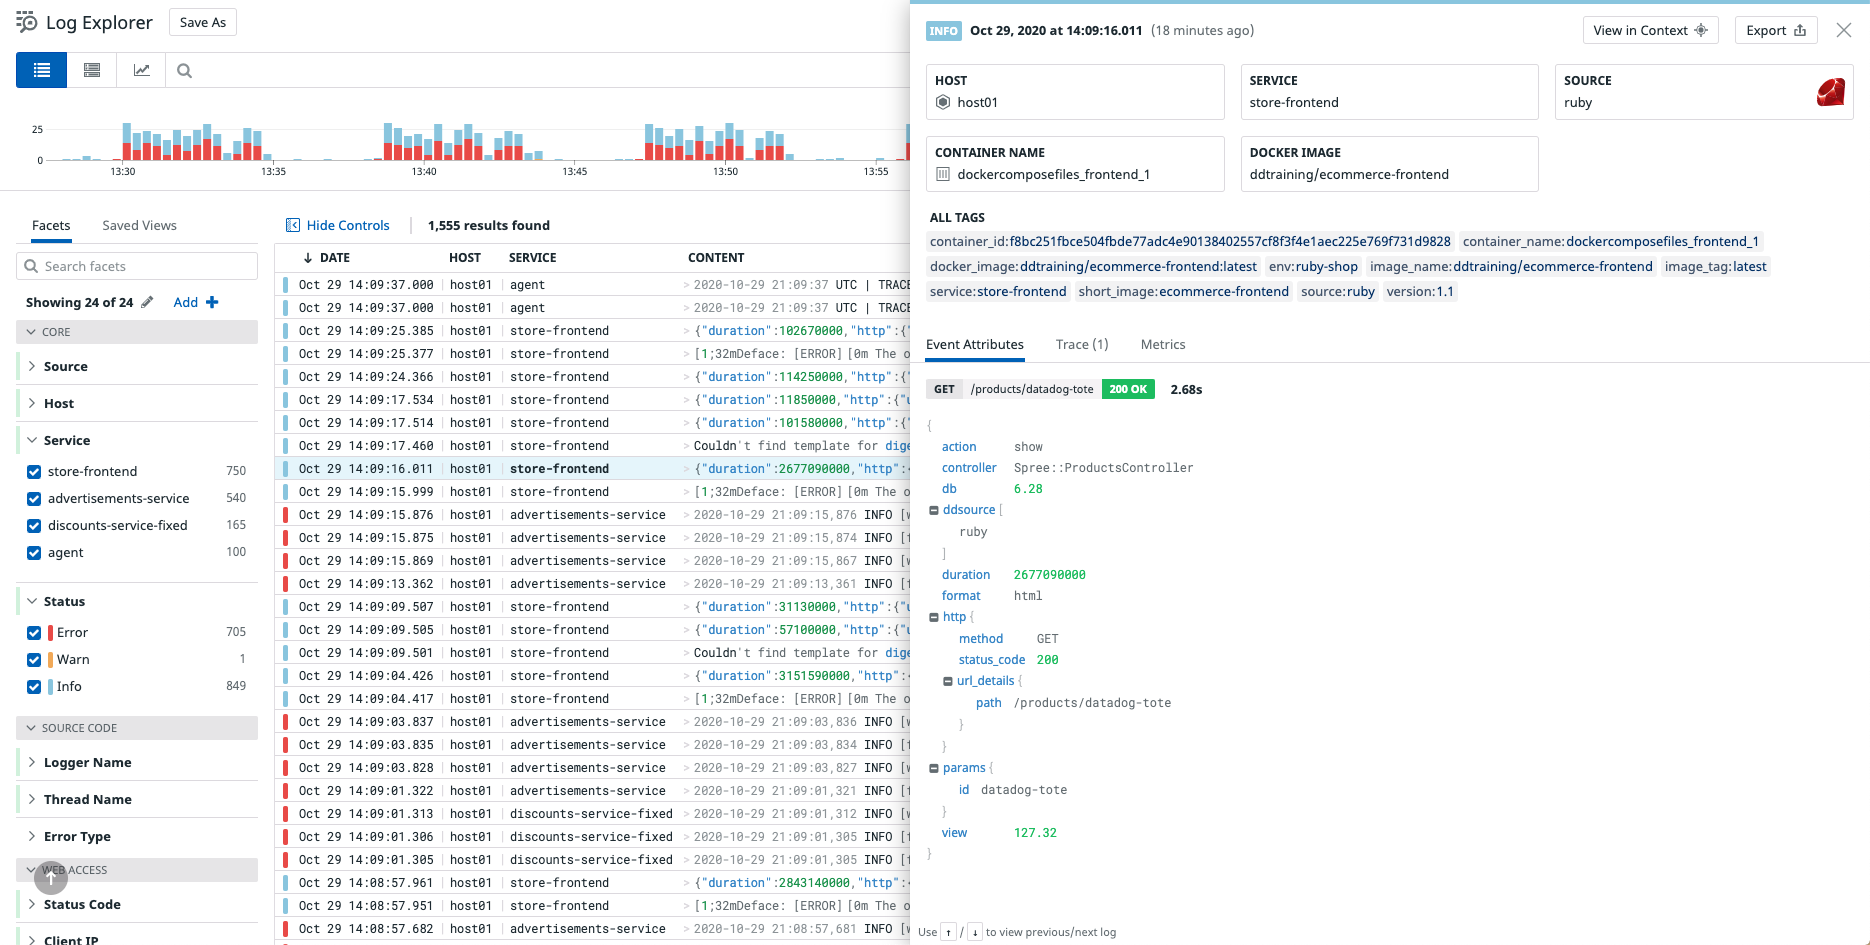 Log Explorer
Save As
25
0
13:30
13:35
13:40
13:45
13:50
13:55
Facets
Saved Views
Search facets
Showing 24 of 24
Add
CORE
Source
Host
Service
store-frontend 750
advertisements-service 540
discounts-service-fixed 165
agent 100
Status
Error 705
Warn 1
Info 849
SOURCE CODE
Logger Name
Thread Name
Error Type
WEB ACCESS
Status Code
Client IP
Hide Controls
1,555 results found
DATE HOST SERVICE CONTENT
Oct 29 14:09:37.000 host01 agent > 2020-10-29 21:09:37 UTC | TRACE
Oct 29 14:09:37.000 host01 agent > 2020-10-29 21:09:37 UTC | TRACE
Oct 29 14:09:25.385 host01 store-frontend > {"duration":102670000,"http":{"
Oct 29 14:09:25.377 host01 store-frontend > [1;32mDeface: [ERROR] [0m The o
Oct 29 14:09:24.366 host01 store-frontend > {"duration":114250000,"http":{"
Oct 29 14:09:17.534 host01 store-frontend > {"duration":11850000,"http":{"u
Oct 29 14:09:17.514 host01 store-frontend > {"duration":101580000,"http":{"
Oct 29 14:09:17.460 host01 store-frontend > Couldn't find template for dige
Oct 29 14:09:16.011 host01 store-frontend > {"duration":2677090000,"http":
Oct 29 14:09:15.999 host01 store-frontend > [1;32mDeface: [ERROR] [0m The o
Oct 29 14:09:15.876 host01 advertisements-service > 2020-10-29 21:09:15,876 INFO [w
Oct 29 14:09:15.875 host01 advertisements-service > 2020-10-29 21:09:15,874 INFO [
Oct 29 14:09:15.869 host01 advertisements-service > 2020-10-29 21:09:15,867 INFO [w
Oct 29 14:09:13.362 host01 advertisements-service > 2020-10-29 21:09:13,361 INFO [
Oct 29 14:09:09.507 host01 store-frontend > {"duration":31130000,"http":{"u
Oct 29 14:09:09.505 host01 store-frontend > {"duration":57100000,"http":{"u
Oct 29 14:09:09.501 host01 store-frontend > Couldn't find template for dige
Oct 29 14:09:04.426 host01 store-frontend > {"duration":3151590000,"http":
Oct 29 14:09:04.417 host01 store-frontend > [1;32mDeface: [ERROR] [0m The o
Oct 29 14:09:03.837 host01 advertisements-service > 2020-10-29 21:09:03,836 INFO [w
Oct 29 14:09:03.835 host01 advertisements-service > 2020-10-29 21:09:03,834 INFO [
Oct 29 14:09:03.828 host01 advertisements-service > 2020-10-29 21:09:03,827 INFO [w
Oct 29 14:09:01.322 host01 advertisements-service > 2020-10-29 21:09:01,321 INFO [
Oct 29 14:09:01.313 host01 discounts-service-fixed > 2020-10-29 21:09:01,312 INFO [w
Oct 29 14:09:01.306 host01 discounts-service-fixed > 2020-10-29 21:09:01,305 INFO [
Oct 29 14:09:01.305 host01 discounts-service-fixed > 2020-10-29 21:09:01,305 INFO [
Oct 29 14:08:57.961 host01 store-frontend > {"duration":2843140000,"http":
Oct 29 14:08:57.951 host01 store-frontend > [1;32mDeface: [ERROR] [0m The o
Oct 29 14:08:57.682 host01 advertisements-service > 2020-10-29 21:08:57,681 INFO [w
INFO Oct 29, 2020 at 14:09:16.011 (18 minutes ago)
View in Context
Export
HOST
host01
SERVICE
store-frontend
SOURCE
ruby
CONTAINER NAME
dockercomposefiles_frontend_1
DOCKER IMAGE
ddtraining/ecommerce-frontend
ALL TAGS
container_id:f8bc251fbce504fbde77adc4e90138402557cf8f3f4e1aec225e769f731d9828 container_name:dockercomposefiles_frontend_1
docker_image:ddtraining/ecommerce-frontend:latest env:ruby-shop image_name:ddtraining/ecommerce-frontend image_tag:latest
service:store-frontend short_image:ecommerce-frontend source:ruby version:1.1
Event Attributes Trace (1) Metrics
GET /products/datadog-tote 200 OK 2.68s
{
action show
controller Spree::ProductsController
db 6.28
ddsource [
ruby
]
duration 2677090000
format html
http {
method GET
status_code 200
url_details {
path /products/datadog-tote
}
}
params {
id datadog-tote
}
view 127.32
}
Use ↑ / ↓ to view previous/next log